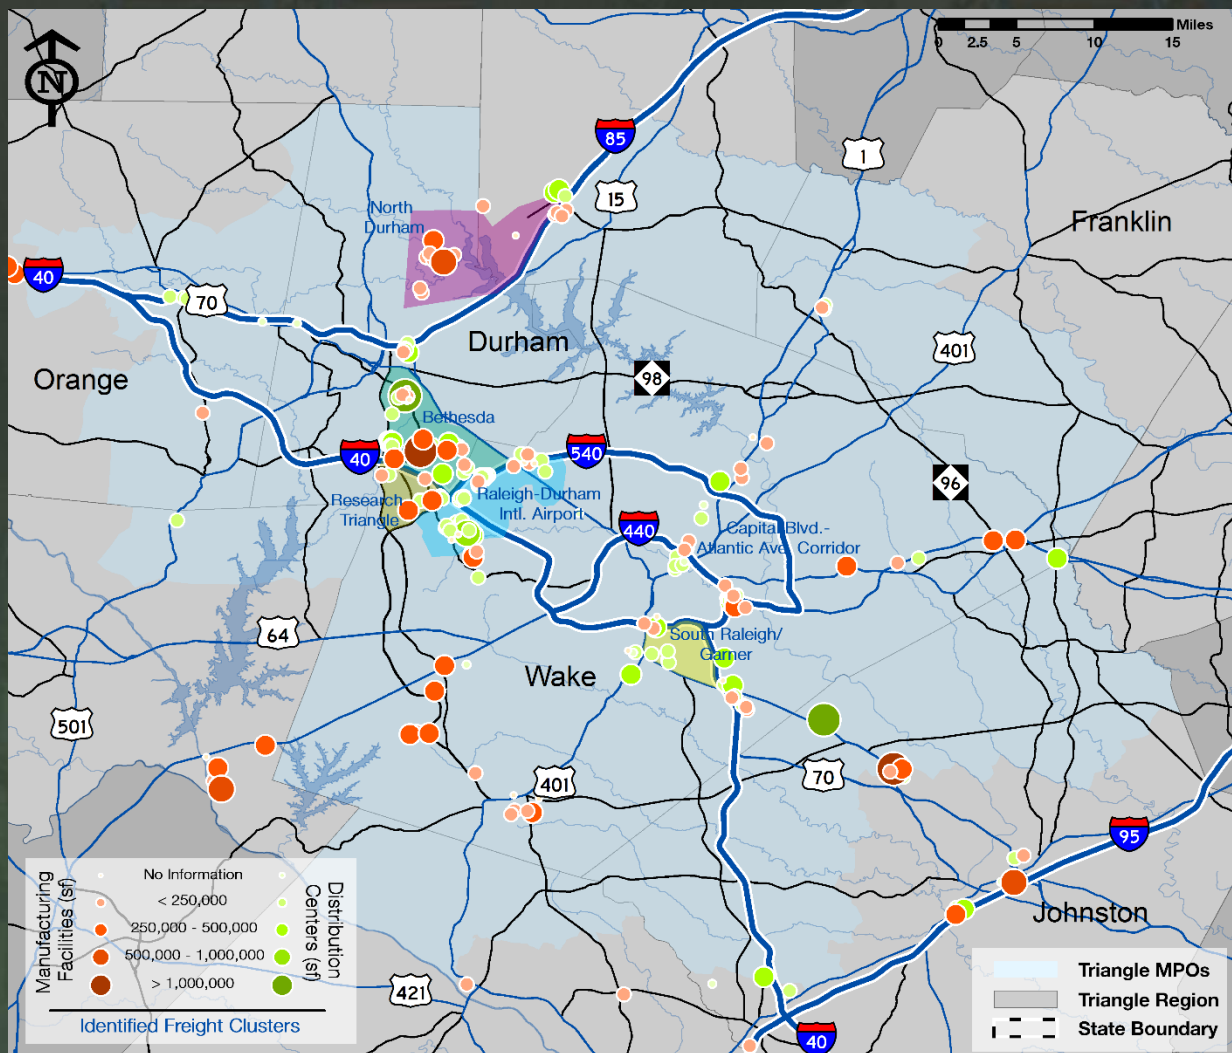 N
Miles
0 2.5 5 10 15
85
1
15
North
Durham
Franklin
40
70
Durham
401
Orange
98
Bethesda
540
40
96
Research
Triangle
Raleigh-Durham
Intl. Airport
440
Capital Blvd.-
Atlantic Ave. Corridor
64
South Raleigh/
Garner
Wake
501
401
70
95
Johnston
421
40
Manufacturing
Facilities (sf)
No Information
< 250,000
250,000 - 500,000
500,000 - 1,000,000
> 1,000,000
Distribution
Centers (sf)
Identified Freight Clusters
Triangle MPOs
Triangle Region
State Boundary